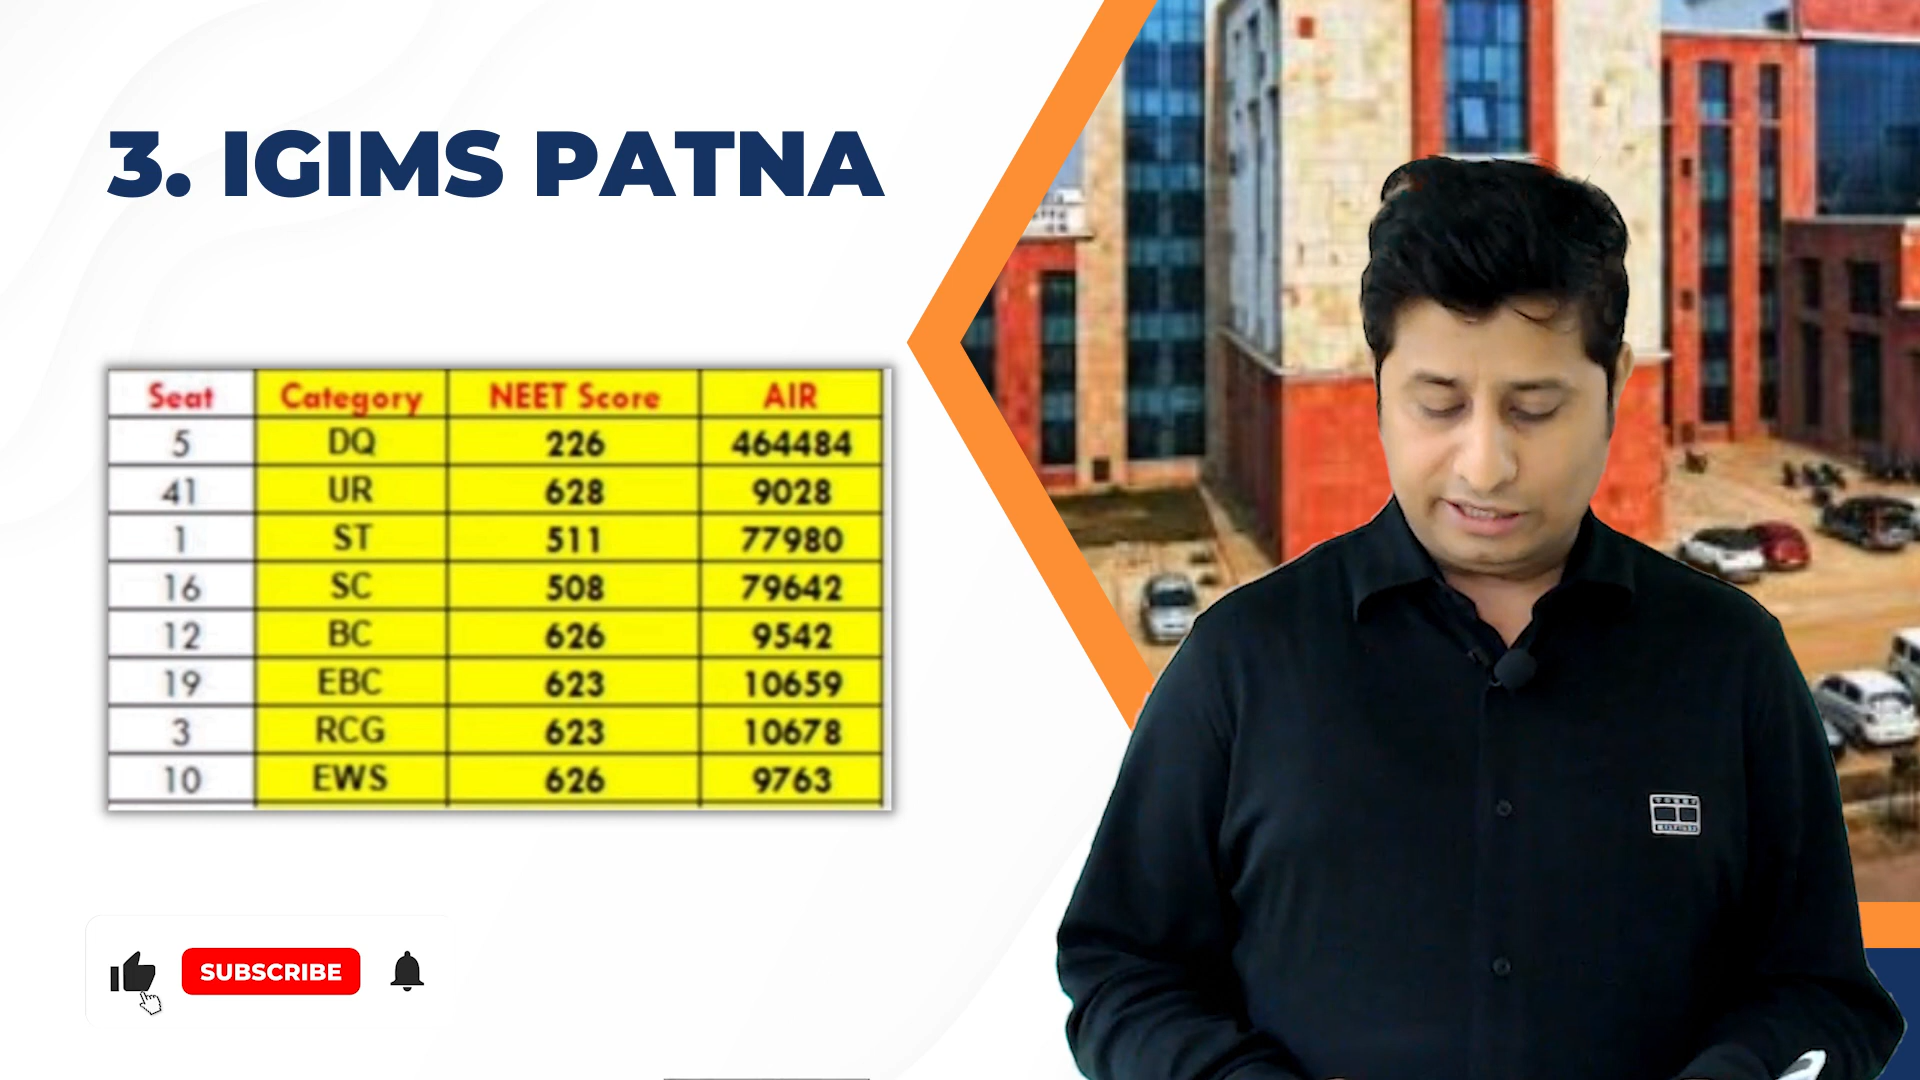 3. IGIMS PATNA
Seat Category NEET Score AIR
5 DQ 226 464484
41 UR 628 9028
1 ST 511 77980
16 SC 508 79642
12 BC 626 9542
19 EBC 623 10659
3 RCG 623 10678
10 EWS 626 9763
SUBSCRIBE